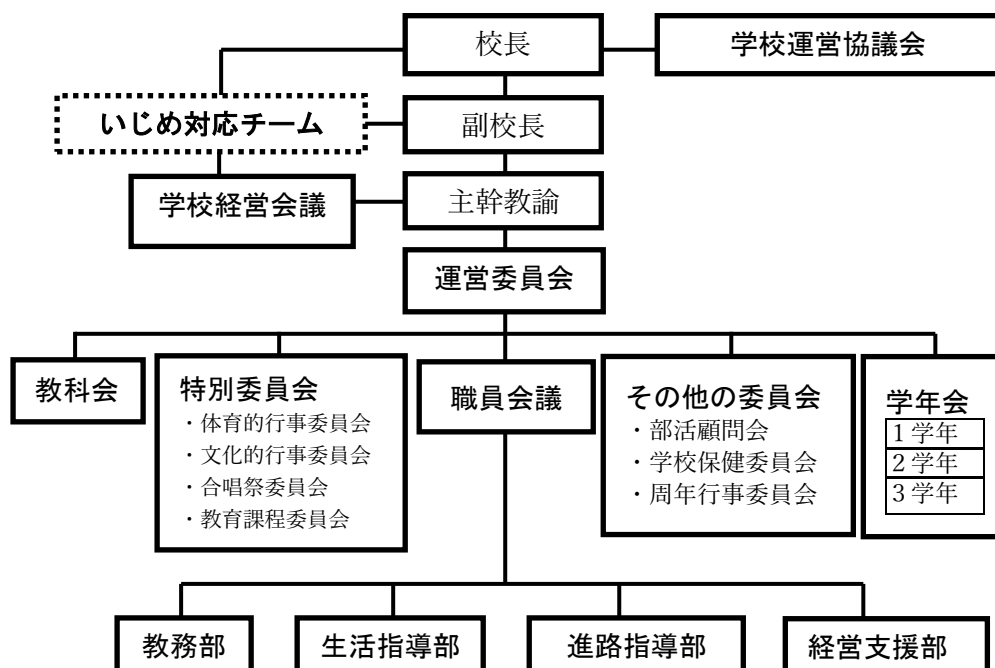 校長
学校運営協議会
いじめ対応チーム
副校長
学校経営会議
主幹教諭
運営委員会
教科会
特別委員会
・体育的行事委員会
・文化的行事委員会
・合唱祭委員会
・教育課程委員会
職員会議
その他の委員会
・部活顧問会
・学校保健委員会
・周年行事委員会
学年会
1学年
2学年
3学年
教務部
生活指導部
進路指導部
経営支援部